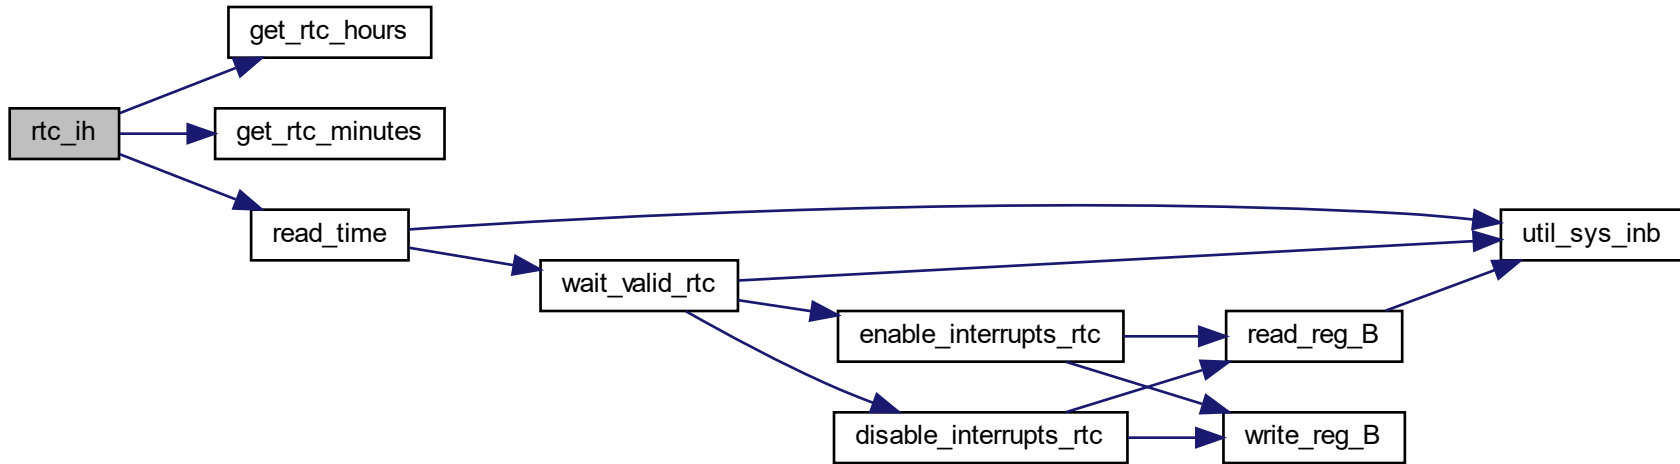 get_rtc_hours
rtc_ih
get_rtc_minutes
read_time
util_sys_inb
wait_valid_rtc
enable_interrupts_rtc
read_reg_B
disable_interrupts_rtc
write_reg_B